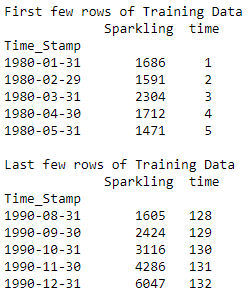 First few rows of Training Data
Sparkling time
Time_Stamp
1980-01-31 1686 1
1980-02-29 1591 2
1980-03-31 2304 3
1980-04-30 1712 4
1980-05-31 1471 5
Last few rows of Training Data
Sparkling time
Time_Stamp
1990-08-31 1605 128
1990-09-30 2424 129
1990-10-31 3116 130
1990-11-30 4286 131
1990-12-31 6047 132